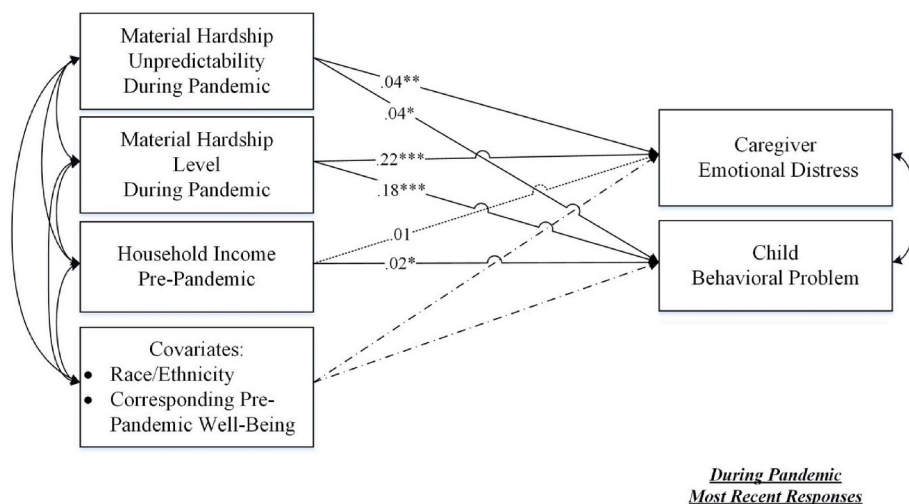 Material Hardship
Unpredictability
During Pandemic
Material Hardship
Level
During Pandemic
Household Income
Pre-Pandemic
Covariates:
• Race/Ethnicity
• Corresponding Pre-
Pandemic Well-Being
.04**
.04*
.22***
.18***
.01
.02*
Caregiver
Emotional Distress
Child
Behavioral Problem
During Pandemic
Most Recent Responses